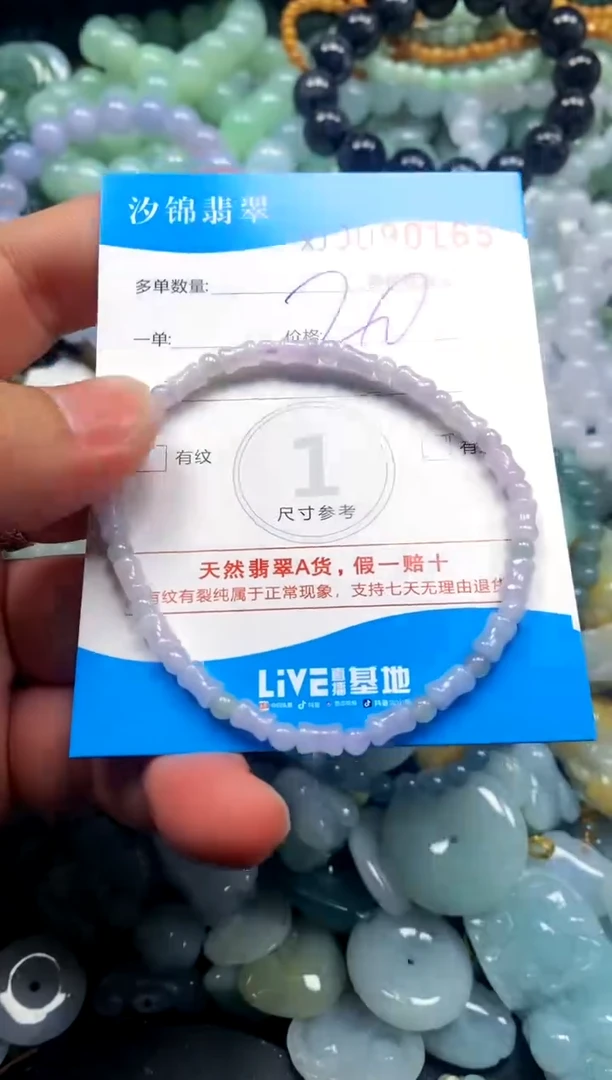 汐锦翡翠
多单数量:
一单: 价格: 20
有纹
1
尺寸参考
天然翡翠A货，假一赔十
有纹有裂纯属于正常现象，支持七天无理由退货
LiVE直播基地